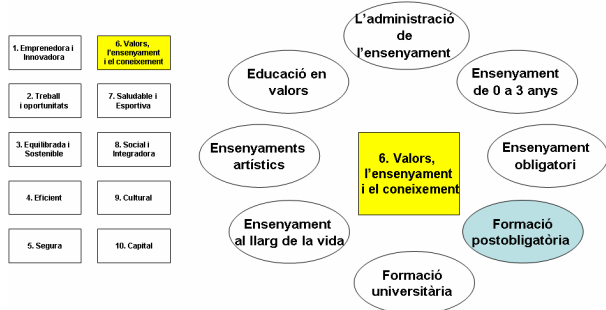 1. Emprenedora i
Innovadora
6. Valors,
l'ensenyament
i el coneixement
2. Treball
i oportunitats
7. Saludable i
Esportiva
3. Equilibrada i
Sostenible
8. Social i
Integradora
4. Eficient
9. Cultural
5. Segura
10. Capital
L'administració
de
l'ensenyament
Educació en
valors
Ensenyament
de 0 a 3 anys
Ensenyaments
artístics
6. Valors,
l'ensenyament
i el coneixement
Ensenyament
obligatori
Ensenyament
al llarg de la vida
Formació
postobligatòria
Formació
universitària